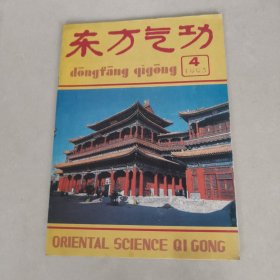 东方气功
dōngfāng qìgōng
4
1993
ORIENTAL SCIENCE QI GONG